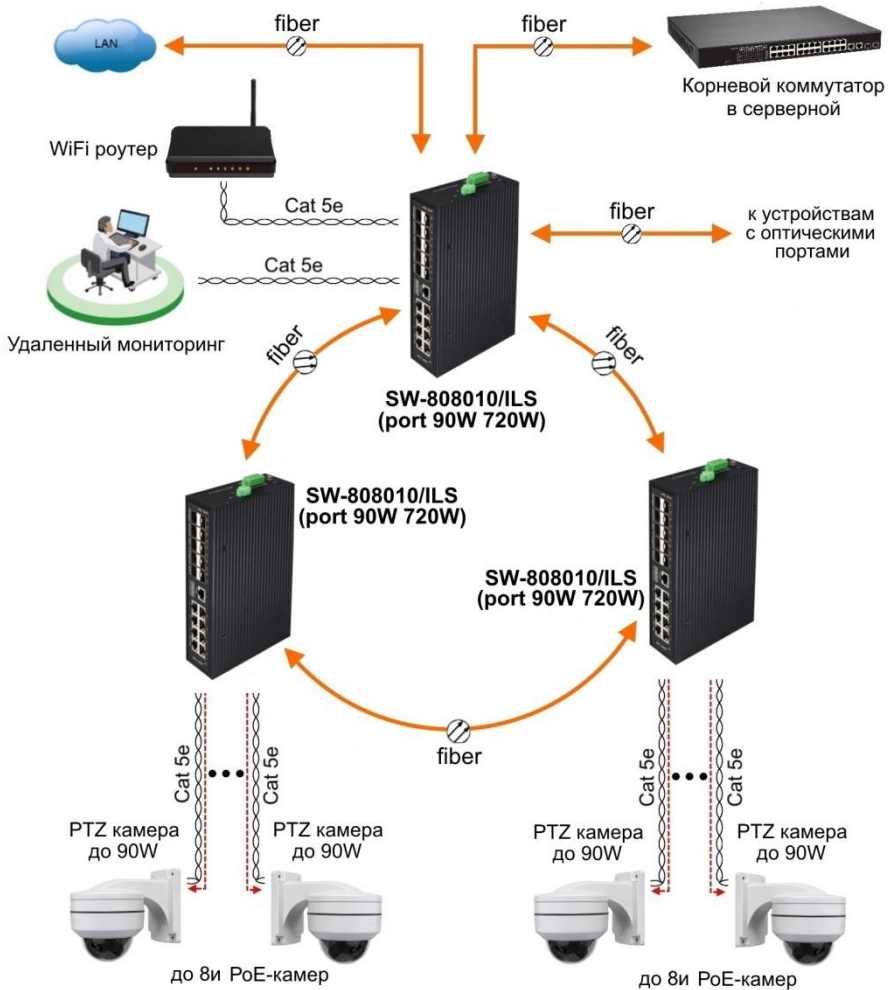 fiber
fiber
LAN
Корневой коммутатор
в серверной
WiFi роутер
Cat 5e
fiber
к устройствам
с оптическими
портами
Cat 5e
Удаленный мониторинг
fiber
fiber
SW-808010/ILS
(port 90W 720W)
SW-808010/ILS
(port 90W 720W)
SW-808010/ILS
(port 90W 720W)
fiber
Cat 5e
Cat 5e
Cat 5e
Cat 5e
PTZ камера
до 90W
PTZ камера
до 90W
PTZ камера
до 90W
PTZ камера
до 90W
до 8и PoE-камер
до 8и PoE-камер